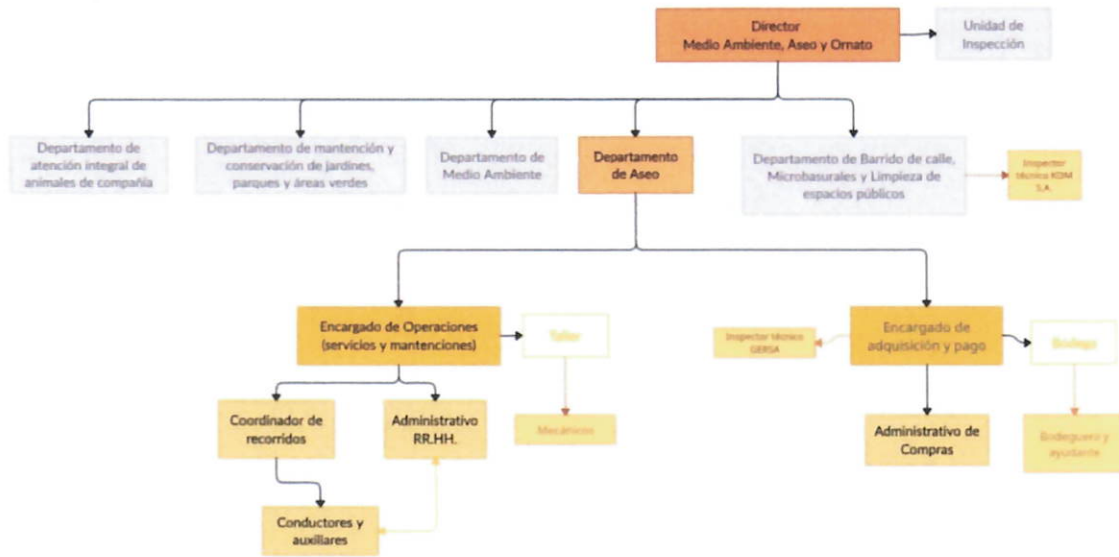 Director
Medio Ambiente, Aseo y Ornato
Unidad de
Inspección
Departamento de
atención integral de
animales de compañía
Departamento de mantención y
conservación de jardines,
parques y áreas verdes
Departamento de
Medio Ambiente
Departamento
de Aseo
Departamento de Barrido de calle,
Microbasurales y Limpieza de
espacios públicos
Inspector
técnico KDM
S.A.
Encargado de Operaciones
(servicios y mantenciones)
Taller
Inspector técnico
GERSA
Encargado de
adquisición y pago
Bodega
Coordinador de
recorridos
Administrativo
RR.HH.
Mecánicos
Administrativo de
Compras
Bodeguera y
ayudante
Conductores y
auxiliares